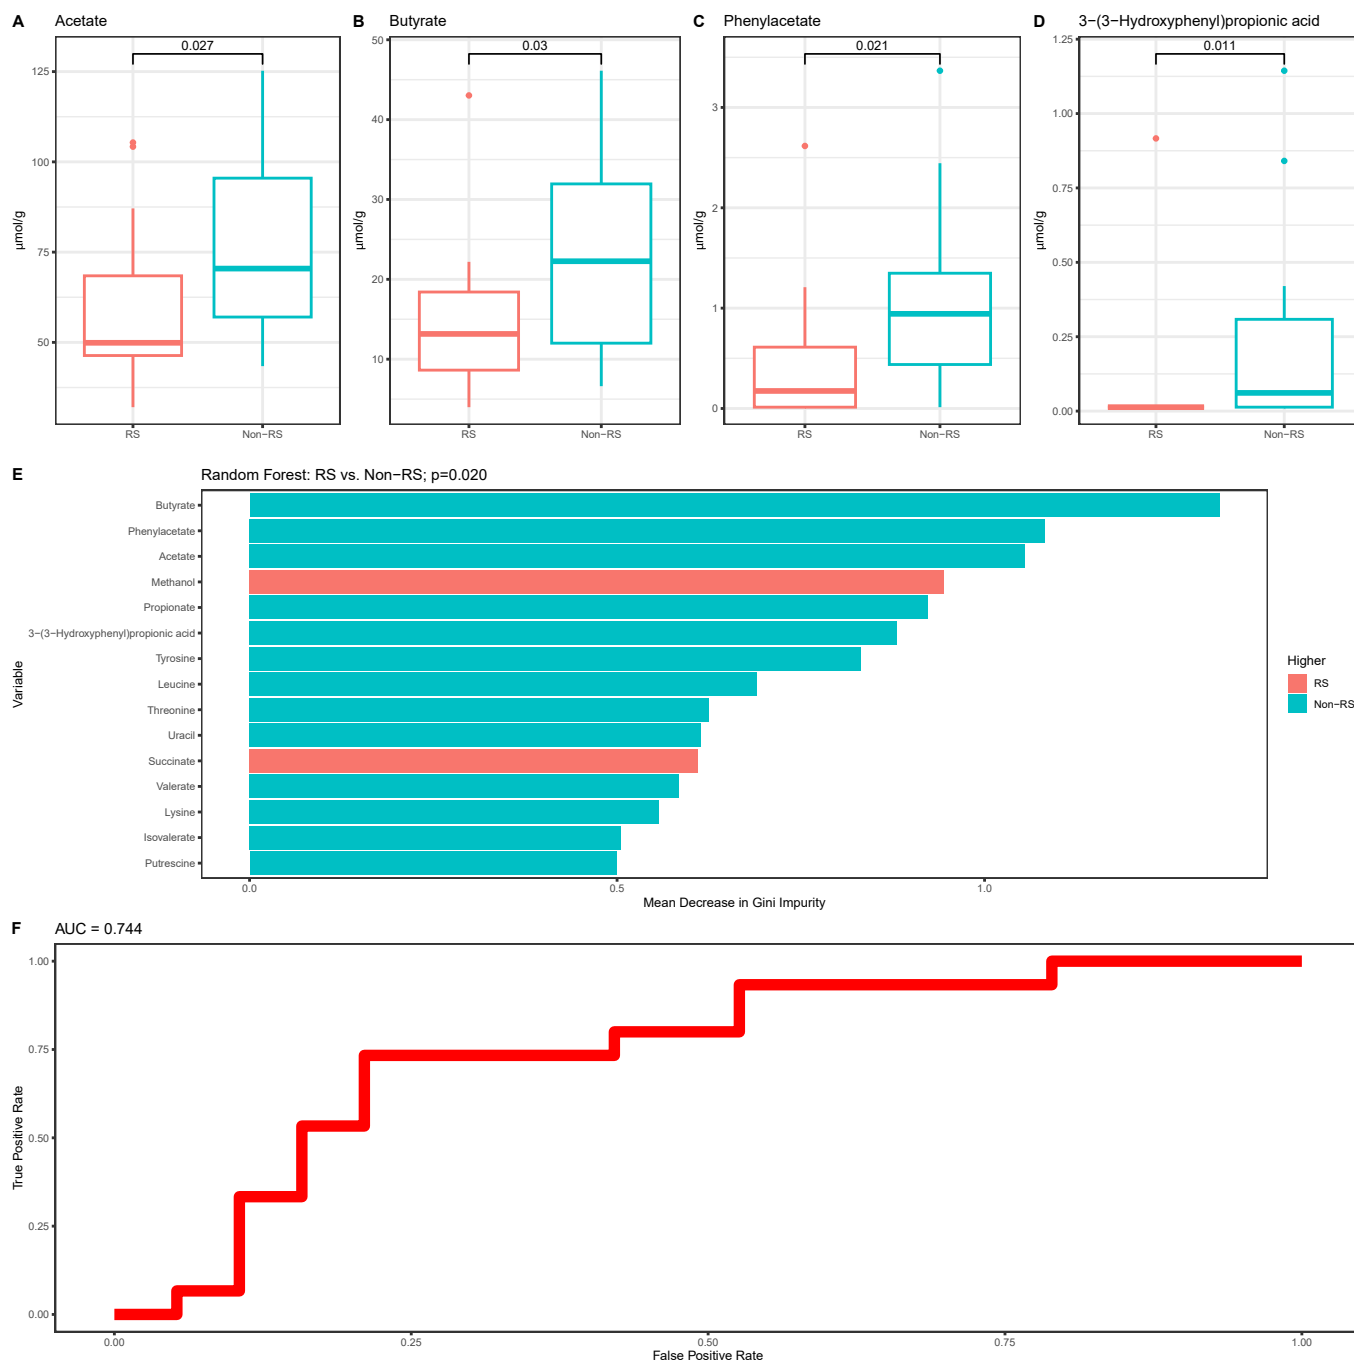 A Acetate
0.027
125
100
75
50
µmol/g
RS Non−RS
B Butyrate
0.03
50
40
30
20
10
µmol/g
RS Non−RS
C Phenylacetate
0.021
3
2
1
0
µmol/g
RS Non−RS
D 3−(3−Hydroxyphenyl)propionic acid
0.011
1.25
1.00
0.75
0.50
0.25
0.00
µmol/g
RS Non−RS
E Random Forest: RS vs. Non−RS; p=0.020
Variable
Butyrate
Phenylacetate
Acetate
Methanol
Propionate
3−(3−Hydroxyphenyl)propionic acid
Tyrosine
Leucine
Threonine
Uracil
Succinate
Valerate
Lysine
Isovalerate
Putrescine
0.0 0.5 1.0
Mean Decrease in Gini Impurity
Higher
RS
Non−RS
F AUC = 0.744
True Positive Rate
1.00
0.75
0.50
0.25
0.00
0.00 0.25 0.50 0.75 1.00
False Positive Rate